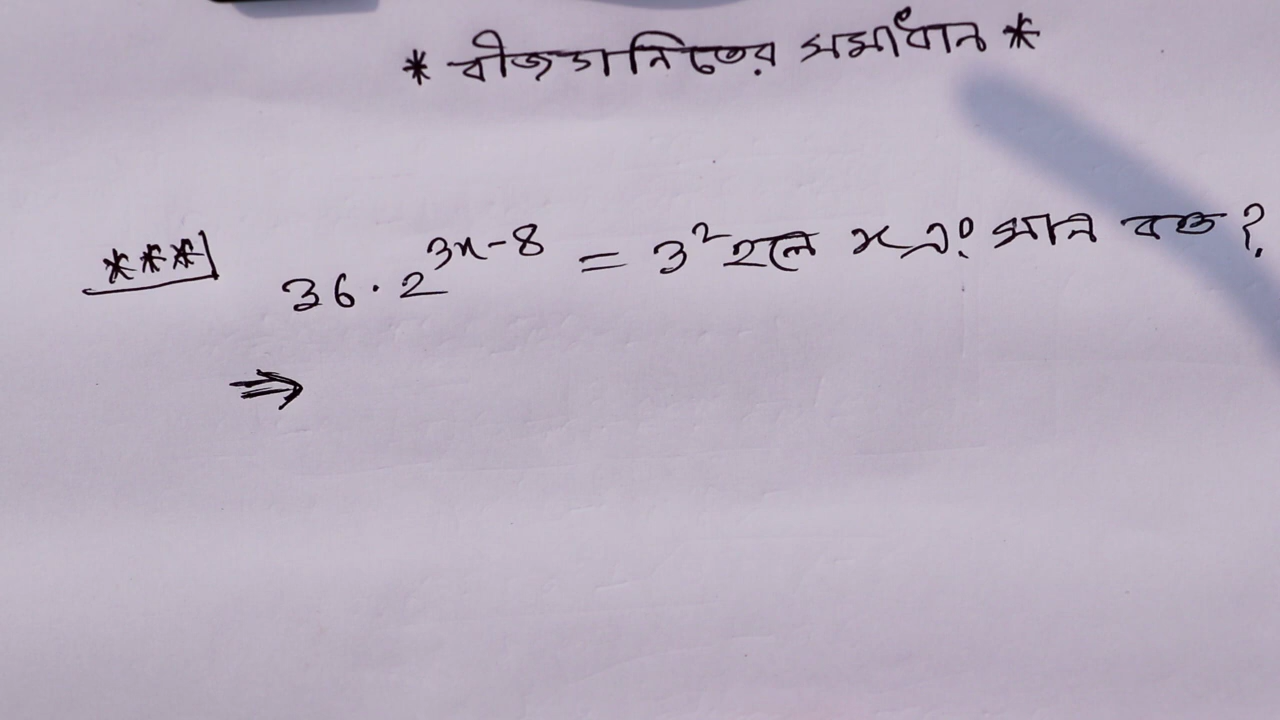 * বীজগনিতের সমাধান *
***| 36 · 2^{3x-8} = 3^2 হলে x এর মান কত ?
⇒